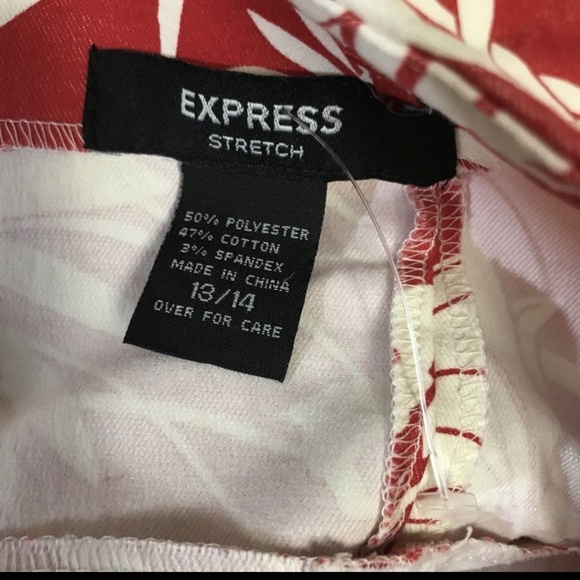 EXPRESS
STRETCH
50% POLYESTER
47% COTTON
3% SPANDEX
MADE IN CHINA
13/14
OVER FOR CARE